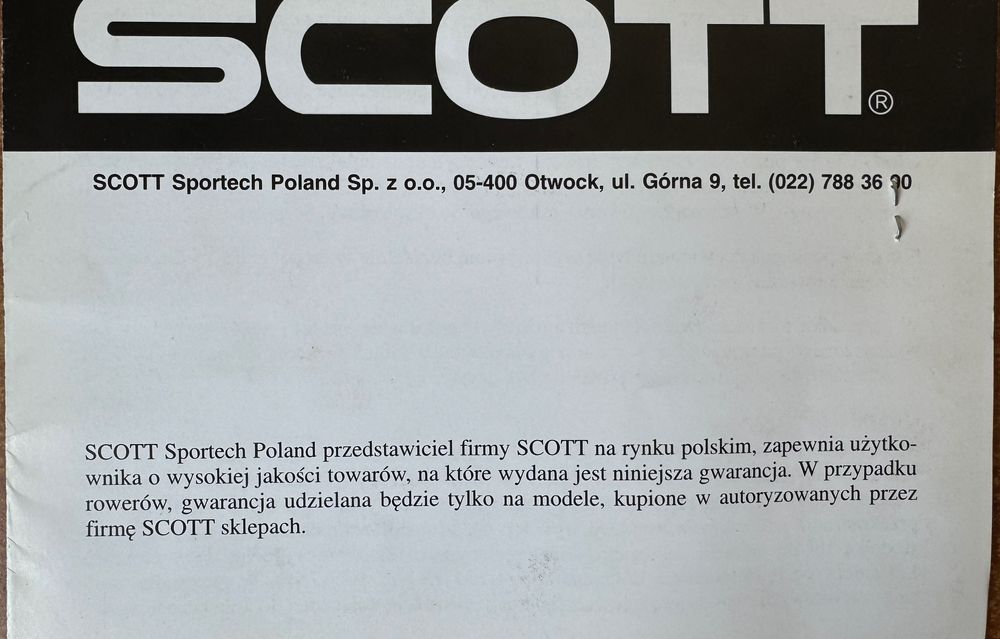 SCOTT®
SCOTT Sportech Poland Sp. z o.o., 05-400 Otwock, ul. Górna 9, tel. (022) 788 36 90
SCOTT Sportech Poland przedstawiciel firmy SCOTT na rynku polskim, zapewnia użytko-
wnika o wysokiej jakości towarów, na które wydana jest niniejsza gwarancja. W przypadku
rowerów, gwarancja udzielana będzie tylko na modele, kupione w autoryzowanych przez
firmę SCOTT sklepach.